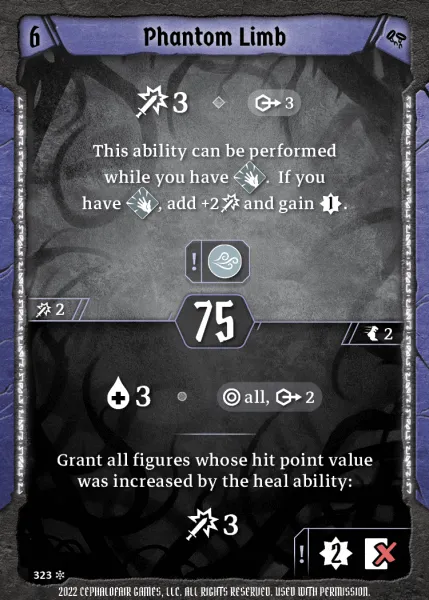 6
Phantom Limb
3
3
This ability can be performed
while you have . If you
have , add +2 and gain 1.
!
2
75
2
3
all, 2
Grant all figures whose hit point value
was increased by the heal ability:
3
! 2
323
2022 CEPHALOFAIR GAMES, LLC. ALL RIGHTS RESERVED. USED WITH PERMISSION.